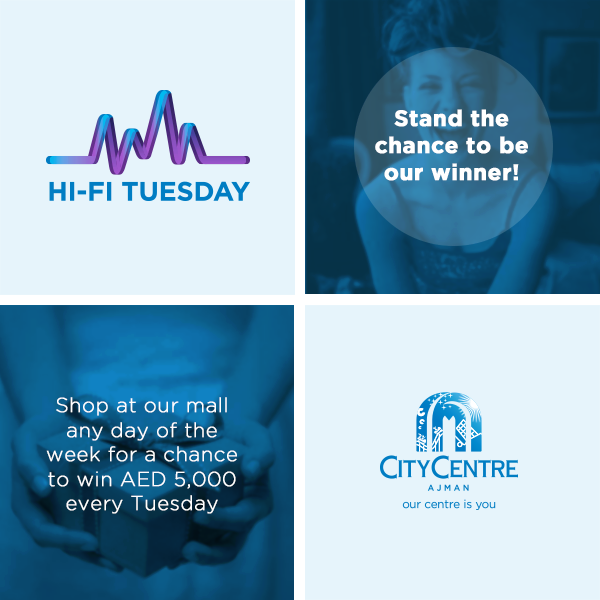 HI-FI TUESDAY
Stand the
chance to be
our winner!
Shop at our mall
any day of the
week for a chance
to win AED 5,000
every Tuesday
CITYCENTRE
AJMAN
our centre is you